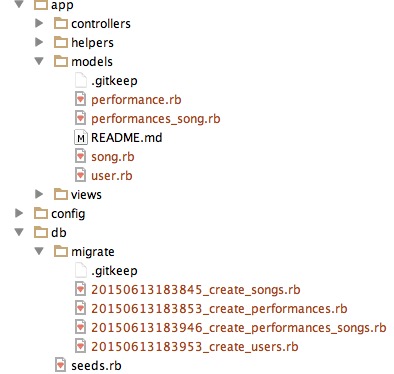 app
controllers
helpers
models
.gitkeep
performance.rb
performances_song.rb
M README.md
song.rb
user.rb
views
config
db
migrate
.gitkeep
20150613183845_create_songs.rb
20150613183853_create_performances.rb
20150613183946_create_performances_songs.rb
20150613183953_create_users.rb
seeds.rb